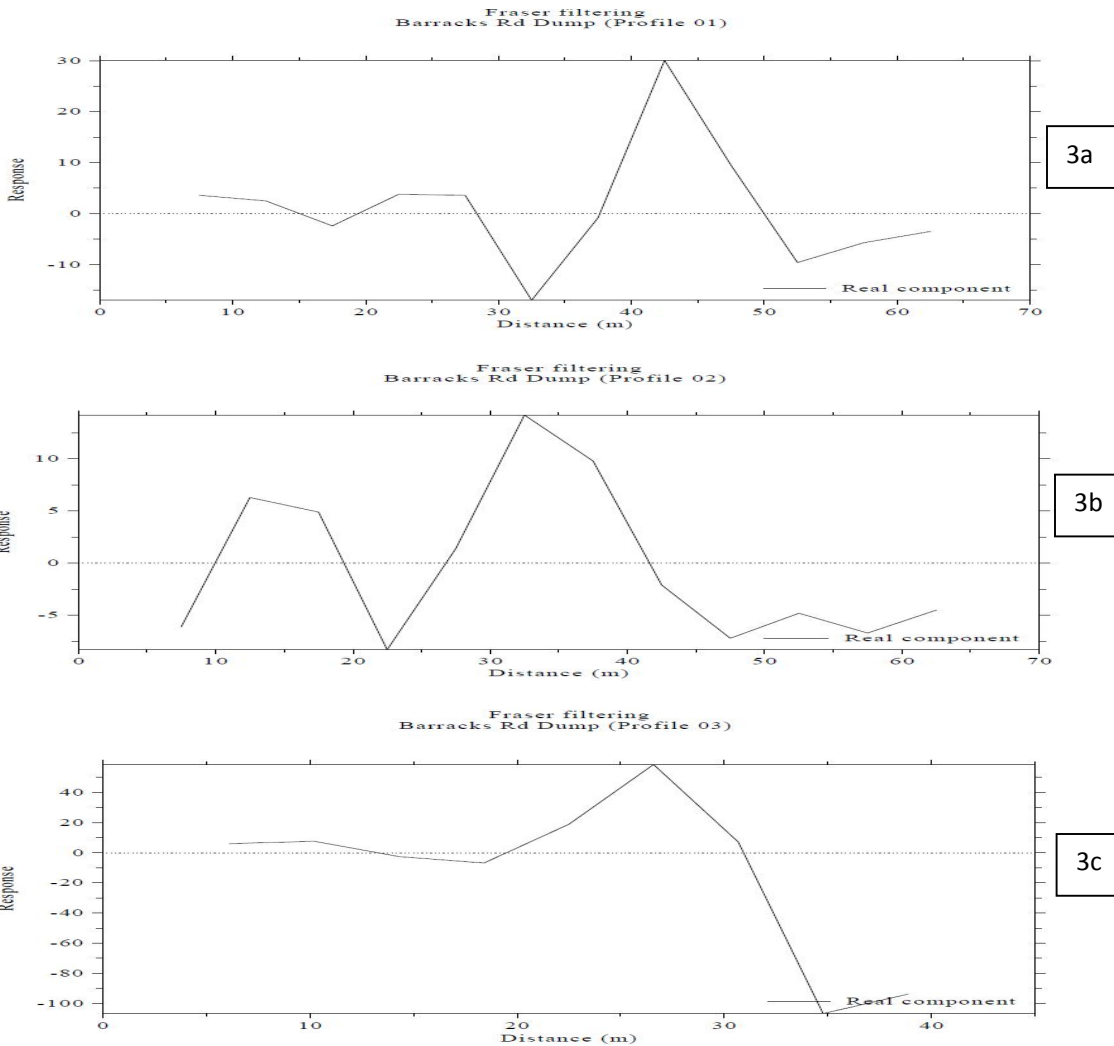 Fraser filtering
Barracks Rd Dump (Profile 01)
30
20
10
0
-10
Response
3a
Real component
0 10 20 30 40 50 60 70
Distance (m)
Fraser filtering
Barracks Rd Dump (Profile 02)
10
5
0
-5
Response
3b
Real component
0 10 20 30 40 50 60 70
Distance (m)
Fraser filtering
Barracks Rd Dump (Profile 03)
40
20
0
-20
-40
-60
-80
-100
Response
3c
Real component
0 10 20 30 40
Distance (m)